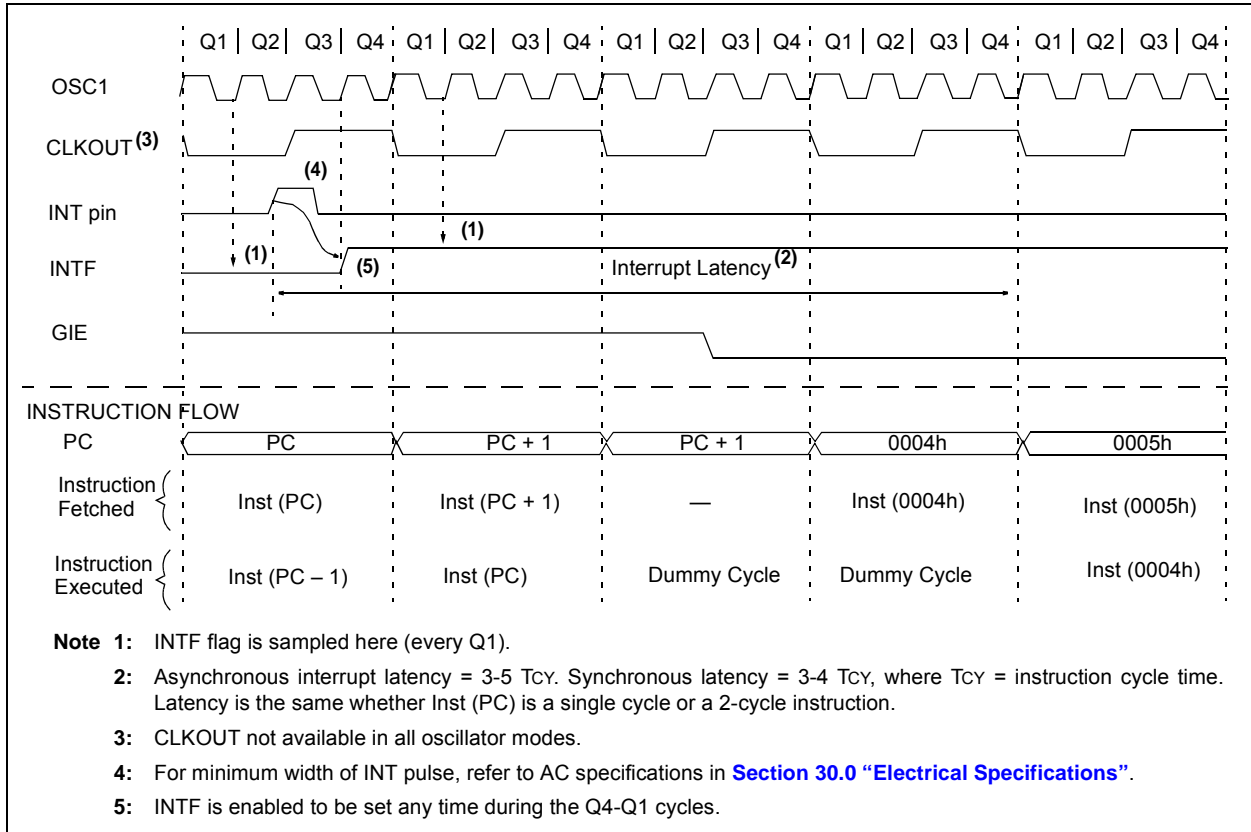 Q1 | Q2 | Q3 | Q4 Q1 | Q2 | Q3 | Q4 Q1 | Q2 | Q3 | Q4 Q1 | Q2 | Q3 | Q4 Q1 | Q2 | Q3 | Q4
OSC1
CLKOUT (3)
(4)
INT pin
(1) (1)
INTF (5) Interrupt Latency (2)
GIE
INSTRUCTION FLOW
PC PC PC + 1 PC + 1 0004h 0005h
Instruction Fetched Inst (PC) Inst (PC + 1) — Inst (0004h) Inst (0005h)
Instruction Executed Inst (PC – 1) Inst (PC) Dummy Cycle Dummy Cycle Inst (0004h)
Note 1: INTF flag is sampled here (every Q1).
2: Asynchronous interrupt latency = 3-5 TCY. Synchronous latency = 3-4 TCY, where TCY = instruction cycle time.
Latency is the same whether Inst (PC) is a single cycle or a 2-cycle instruction.
3: CLKOUT not available in all oscillator modes.
4: For minimum width of INT pulse, refer to AC specifications in Section 30.0 “Electrical Specifications”.
5: INTF is enabled to be set any time during the Q4-Q1 cycles.